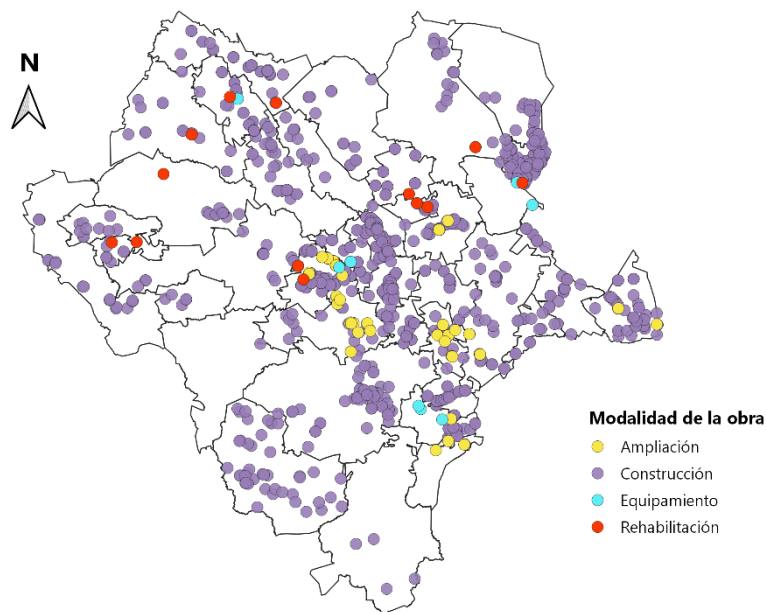 N
Modalidad de la obra
Ampliación
Construcción
Equipamiento
Rehabilitación